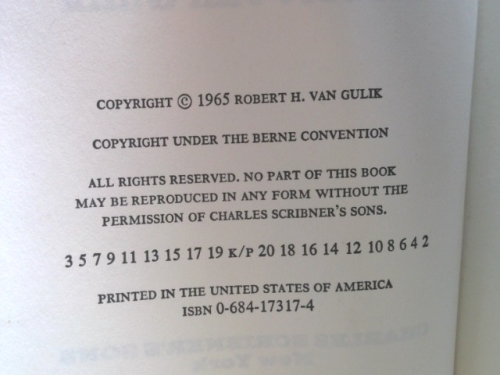 COPYRIGHT © 1965 ROBERT H. VAN GULIK
COPYRIGHT UNDER THE BERNE CONVENTION
ALL RIGHTS RESERVED. NO PART OF THIS BOOK
MAY BE REPRODUCED IN ANY FORM WITHOUT THE
PERMISSION OF CHARLES SCRIBNER'S SONS.
3 5 7 9 11 13 15 17 19 K/P 20 18 16 14 12 10 8 6 4 2
PRINTED IN THE UNITED STATES OF AMERICA
ISBN 0-684-17317-4